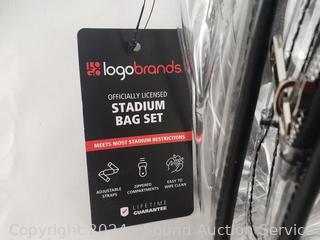 logobrands.
OFFICIALLY LICENSED
STADIUM
BAG SET
MEETS MOST STADIUM RESTRICTIONS
ADJUSTABLE
STRAPS
ZIPPERED
COMPARTMENTS
EASY TO
WIPE CLEAN
LIFETIME
GUARANTEE
Copyright 2024 Sound Auction Service